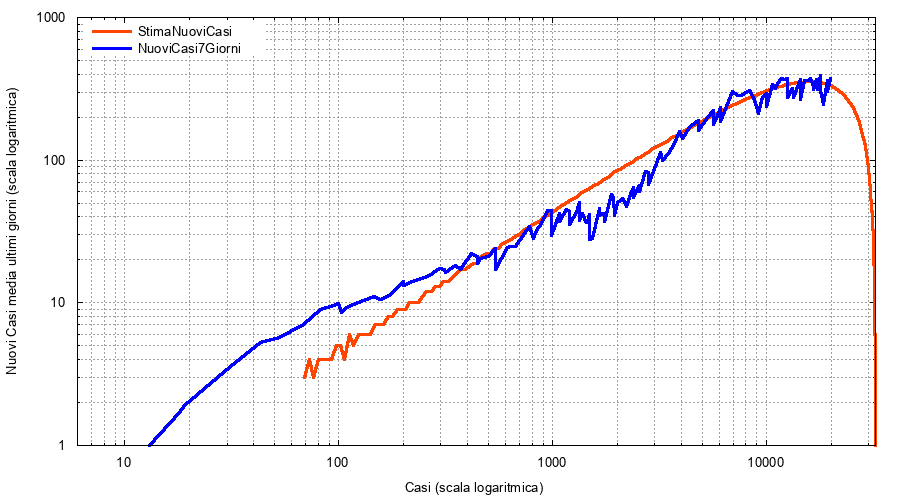 1000
StimaNuoviCasi
NuoviCasi7Giorni
100
10
1
Nuovi Casi media ultimi giorni (scala logaritmica)
10
100
1000
10000
Casi (scala logaritmica)